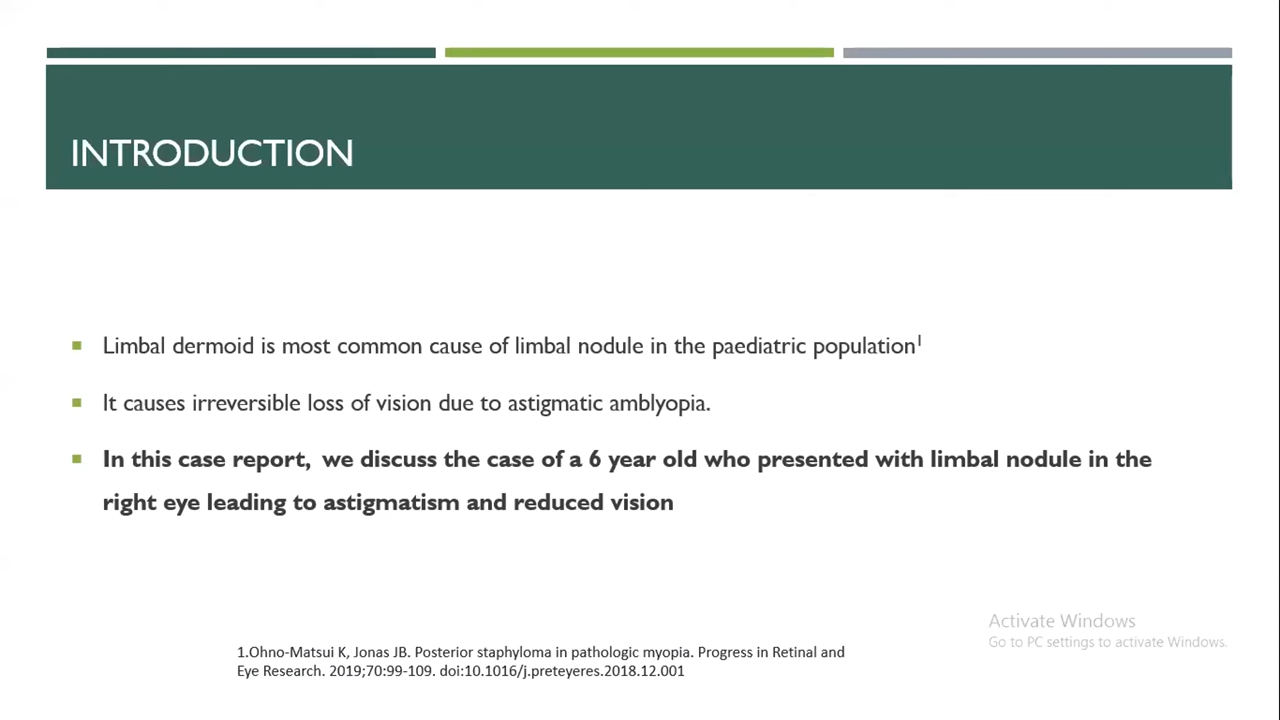 INTRODUCTION
Limbal dermoid is most common cause of limbal nodule in the paediatric population¹
It causes irreversible loss of vision due to astigmatic amblyopia.
In this case report, we discuss the case of a 6 year old who presented with limbal nodule in the
right eye leading to astigmatism and reduced vision
Activate Windows
Go to PC settings to activate Windows.
1.Ohno-Matsui K, Jonas JB. Posterior staphyloma in pathologic myopia. Progress in Retinal and
Eye Research. 2019;70:99-109. doi:10.1016/j.preteyeres.2018.12.001